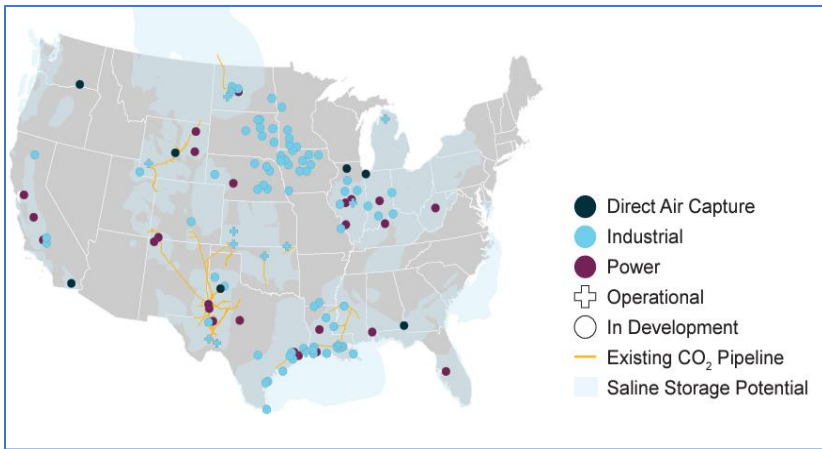 Direct Air Capture
Industrial
Power
Operational
In Development
Existing CO₂ Pipeline
Saline Storage Potential